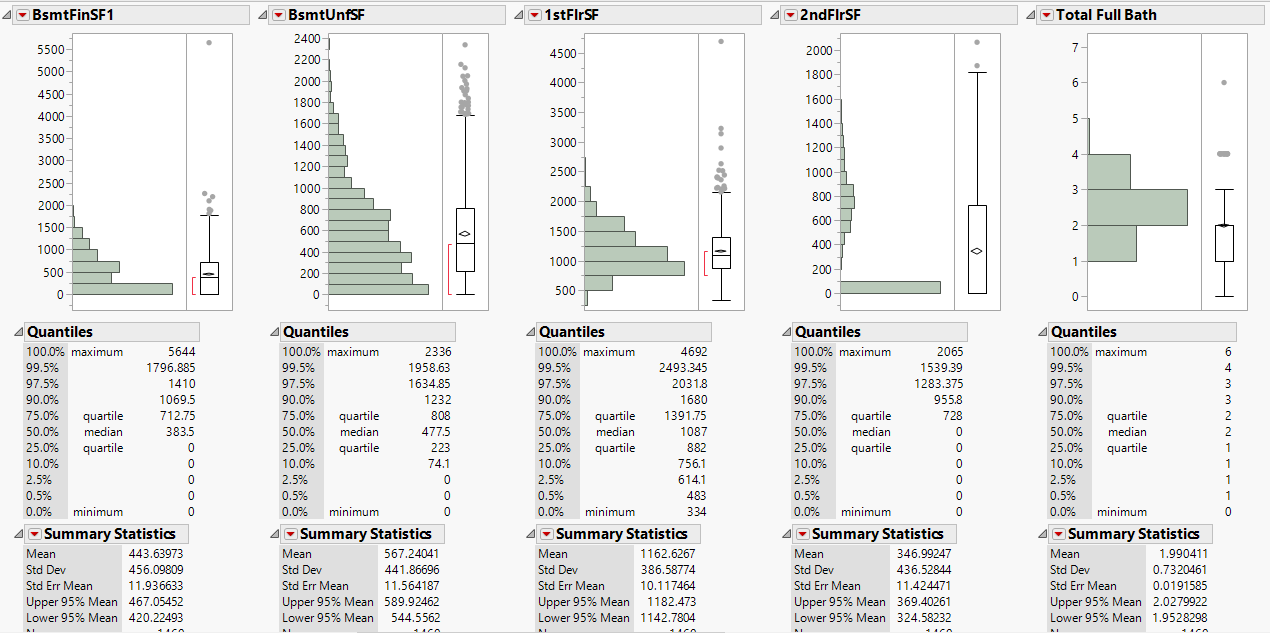 BsmtFinSF1 BsmtUnfSF 1stFlrSF 2ndFlrSF Total Full Bath
5500
5000
4500
4000
3500
3000
2500
2000
1500
1000
500
0
2400
2200
2000
1800
1600
1400
1200
1000
800
600
400
200
0
4500
4000
3500
3000
2500
2000
1500
1000
500
2000
1800
1600
1400
1200
1000
800
600
400
200
0
7
6
5
4
3
2
1
0
Quantiles
100.0% maximum 5644
99.5% 1796.885
97.5% 1410
90.0% 1069.5
75.0% quartile 712.75
50.0% median 383.5
25.0% quartile 0
10.0% 0
2.5% 0
0.5% 0
0.0% minimum 0
Summary Statistics
Mean 443.63973
Std Dev 456.09809
Std Err Mean 11.936633
Upper 95% Mean 467.05452
Lower 95% Mean 420.22493
Quantiles
100.0% maximum 2336
99.5% 1958.63
97.5% 1634.85
90.0% 1232
75.0% quartile 808
50.0% median 477.5
25.0% quartile 223
10.0% 74.1
2.5% 0
0.5% 0
0.0% minimum 0
Summary Statistics
Mean 567.24041
Std Dev 441.86696
Std Err Mean 11.564187
Upper 95% Mean 589.92462
Lower 95% Mean 544.5562
Quantiles
100.0% maximum 4692
99.5% 2493.345
97.5% 2031.8
90.0% 1680
75.0% quartile 1391.75
50.0% median 1087
25.0% quartile 882
10.0% 756.1
2.5% 614.1
0.5% 483
0.0% minimum 334
Summary Statistics
Mean 1162.6267
Std Dev 386.58774
Std Err Mean 10.117464
Upper 95% Mean 1182.473
Lower 95% Mean 1142.7804
Quantiles
100.0% maximum 2065
99.5% 1539.39
97.5% 1283.375
90.0% 955.8
75.0% quartile 728
50.0% median 0
25.0% quartile 0
10.0% 0
2.5% 0
0.5% 0
0.0% minimum 0
Summary Statistics
Mean 346.99247
Std Dev 436.52844
Std Err Mean 11.424471
Upper 95% Mean 369.40261
Lower 95% Mean 324.58232
Quantiles
100.0% maximum 6
99.5% 4
97.5% 3
90.0% 3
75.0% quartile 2
50.0% median 2
25.0% quartile 1
10.0% 1
2.5% 1
0.5% 1
0.0% minimum 0
Summary Statistics
Mean 1.990411
Std Dev 0.7320461
Std Err Mean 0.0191585
Upper 95% Mean 2.0279922
Lower 95% Mean 1.9528298